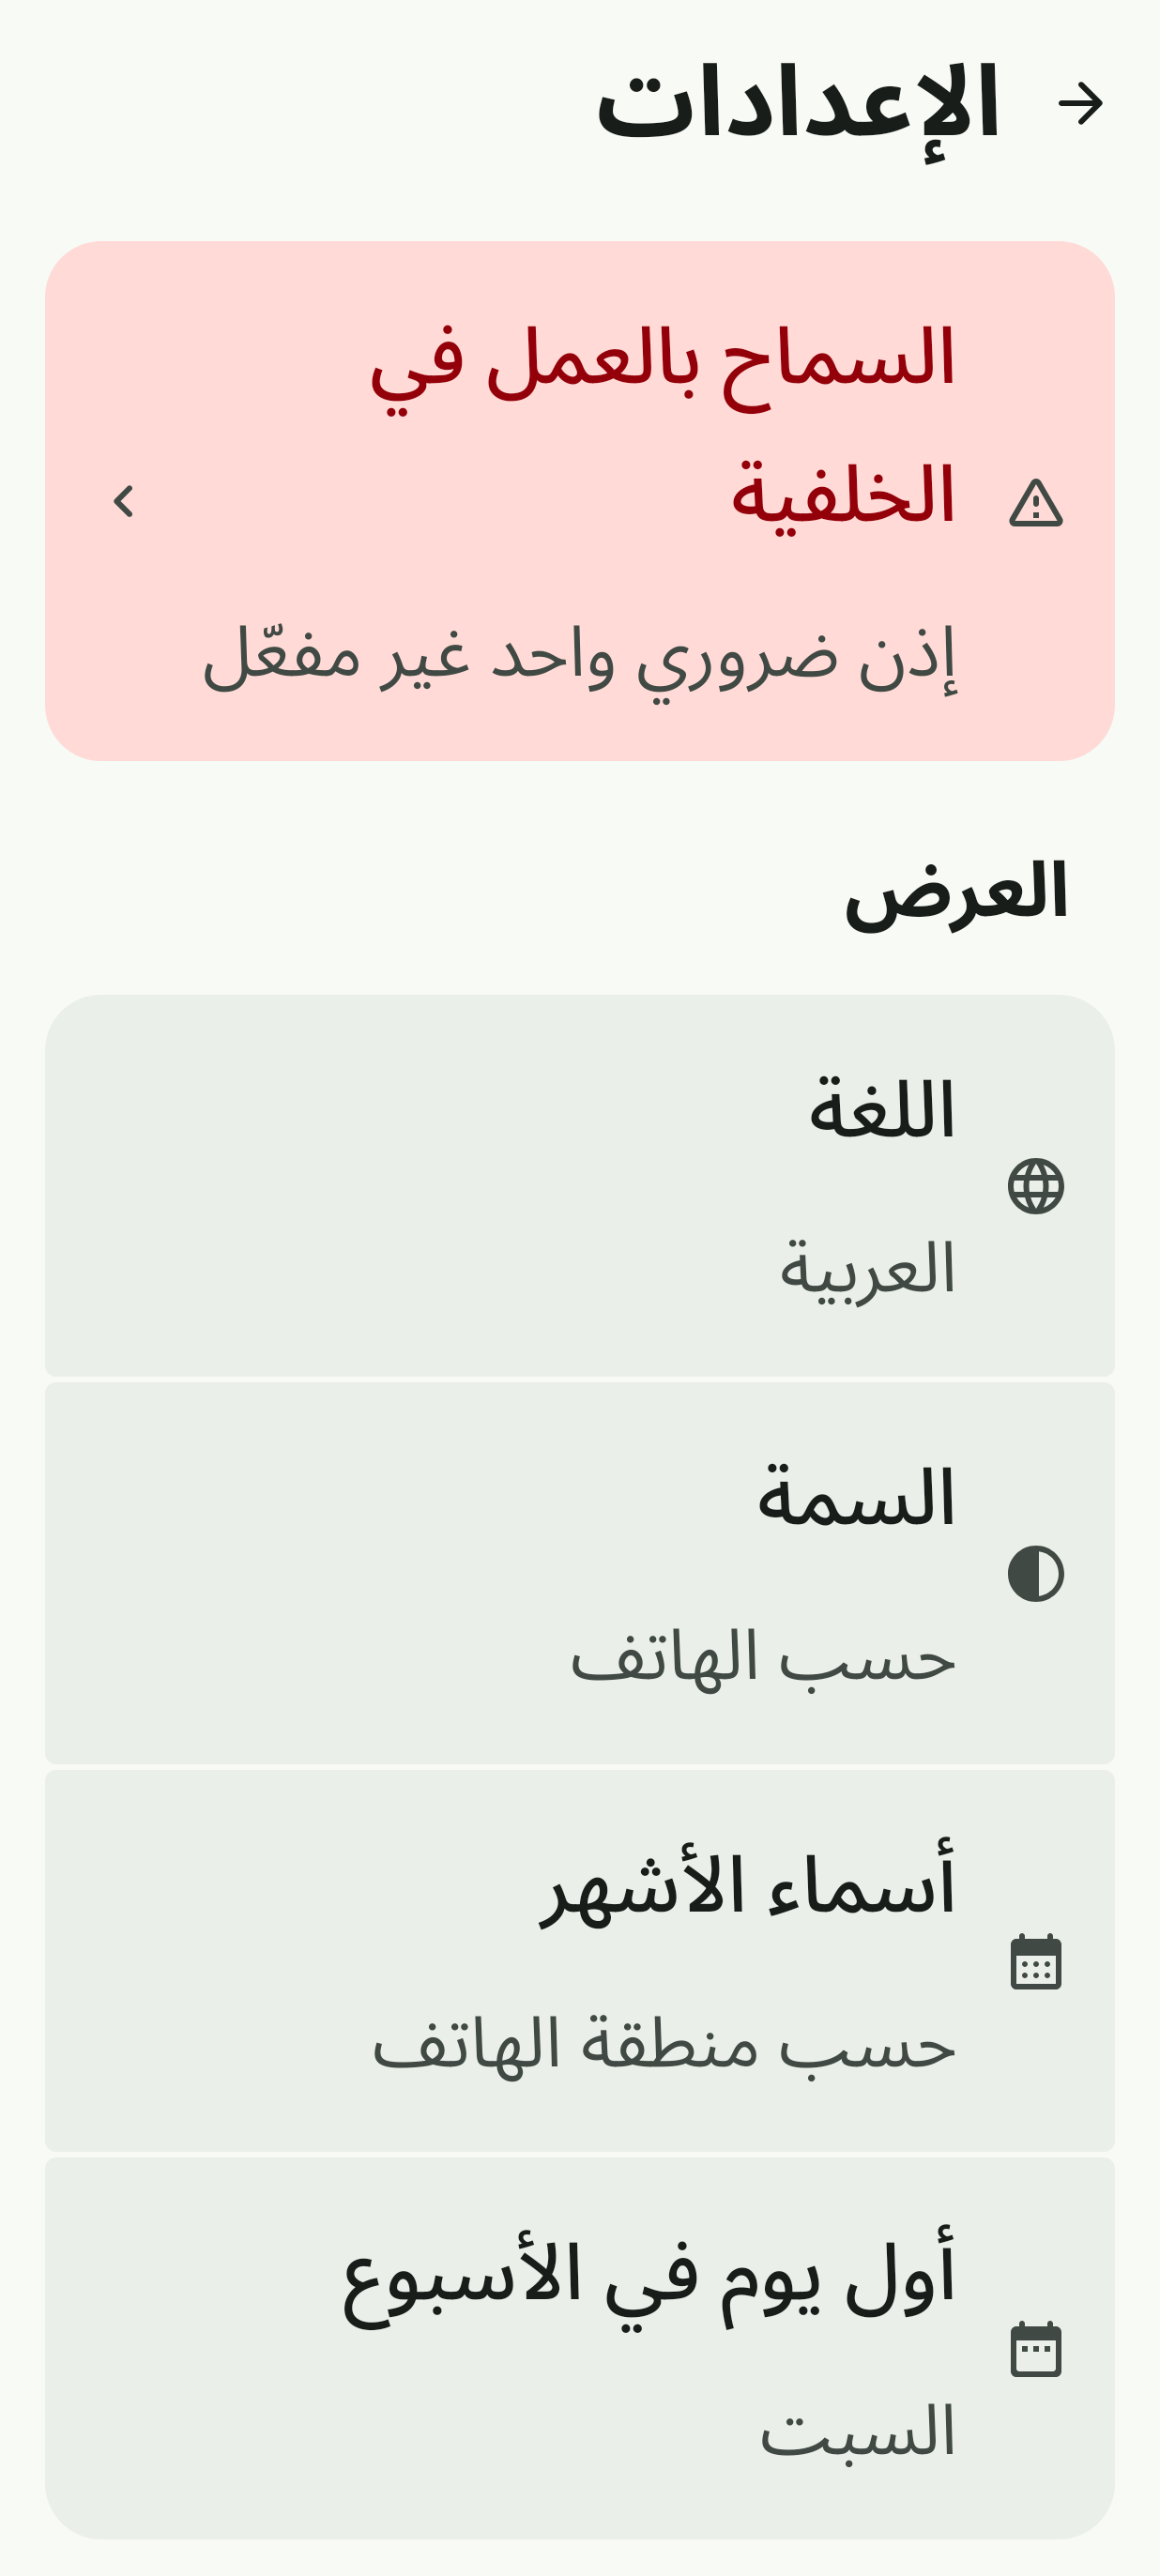 الإعدادات
السماح بالعمل في
الخلفية
إذن ضروري واحد غير مفعّل
العرض
اللغة
العربية
السمة
حسب الهاتف
أسماء الأشهر
حسب منطقة الهاتف
أول يوم في الأسبوع
السبت